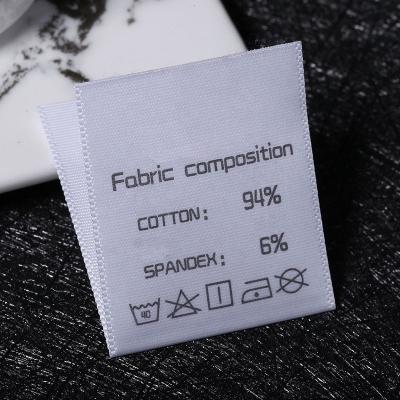 Fabric composition
COTTON: 94%
SPANDEX: 6%
40